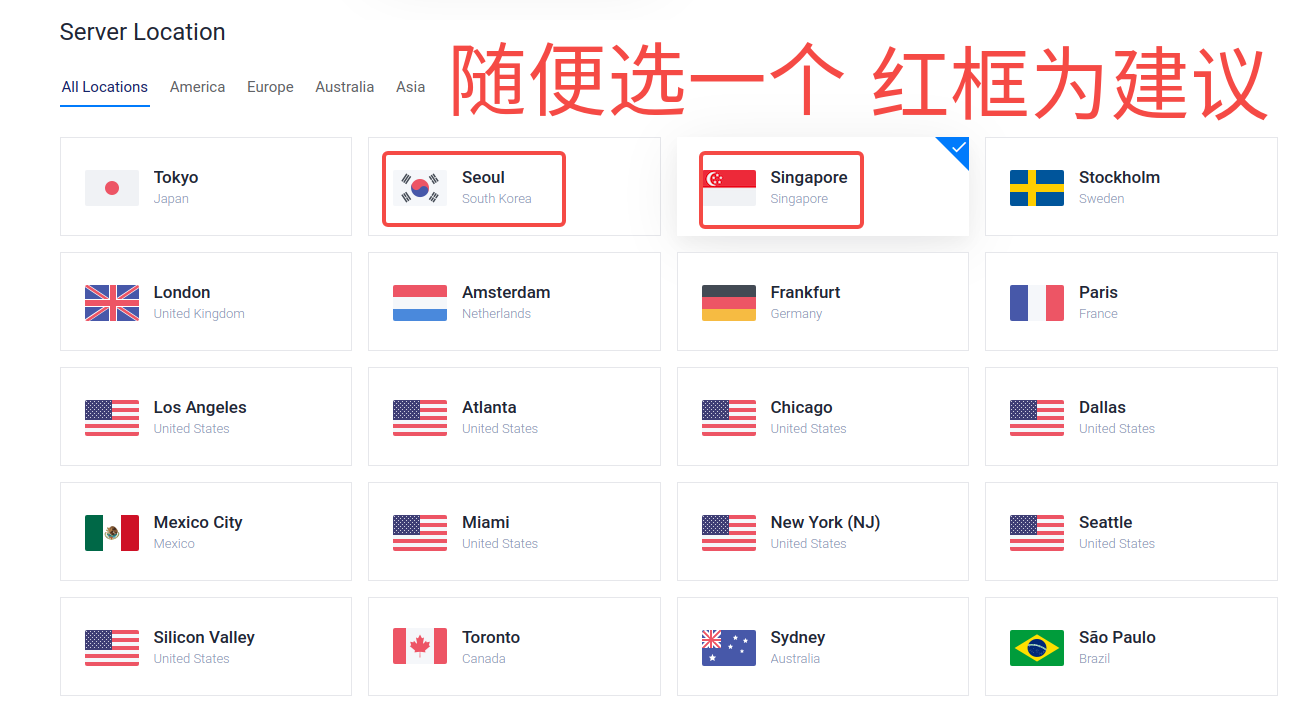 Server Location
随便选一个 红框为建议
All Locations America Europe Australia Asia
Tokyo
Japan
Seoul
South Korea
Singapore
Singapore
Stockholm
Sweden
London
United Kingdom
Amsterdam
Netherlands
Frankfurt
Germany
Paris
France
Los Angeles
United States
Atlanta
United States
Chicago
United States
Dallas
United States
Mexico City
Mexico
Miami
United States
New York (NJ)
United States
Seattle
United States
Silicon Valley
United States
Toronto
Canada
Sydney
Australia
São Paulo
Brazil